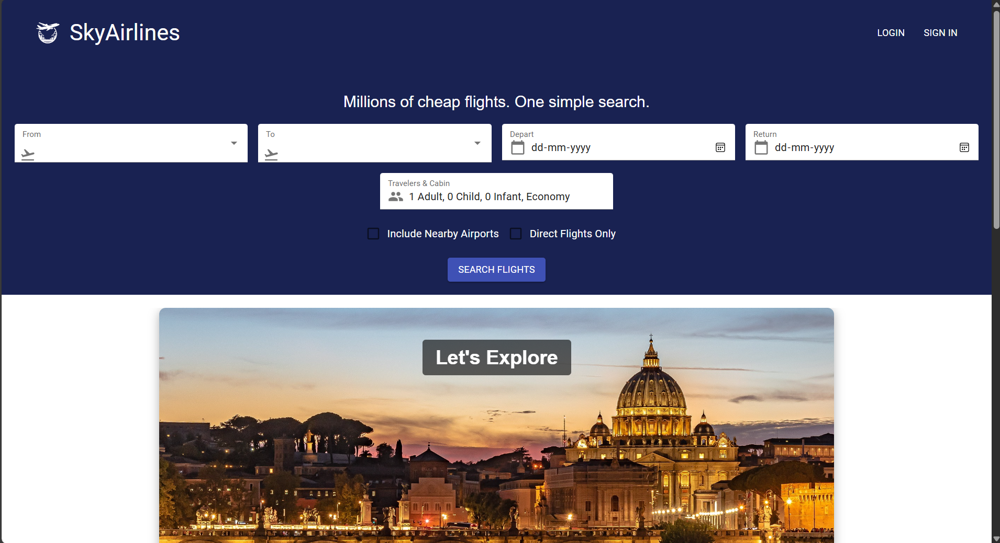 SkyAirlines
LOGIN SIGN IN
Millions of cheap flights. One simple search.
From
To
Depart
dd-mm-yyyy
Return
dd-mm-yyyy
Travelers & Cabin
1 Adult, 0 Child, 0 Infant, Economy
Include Nearby Airports Direct Flights Only
SEARCH FLIGHTS
Let's Explore